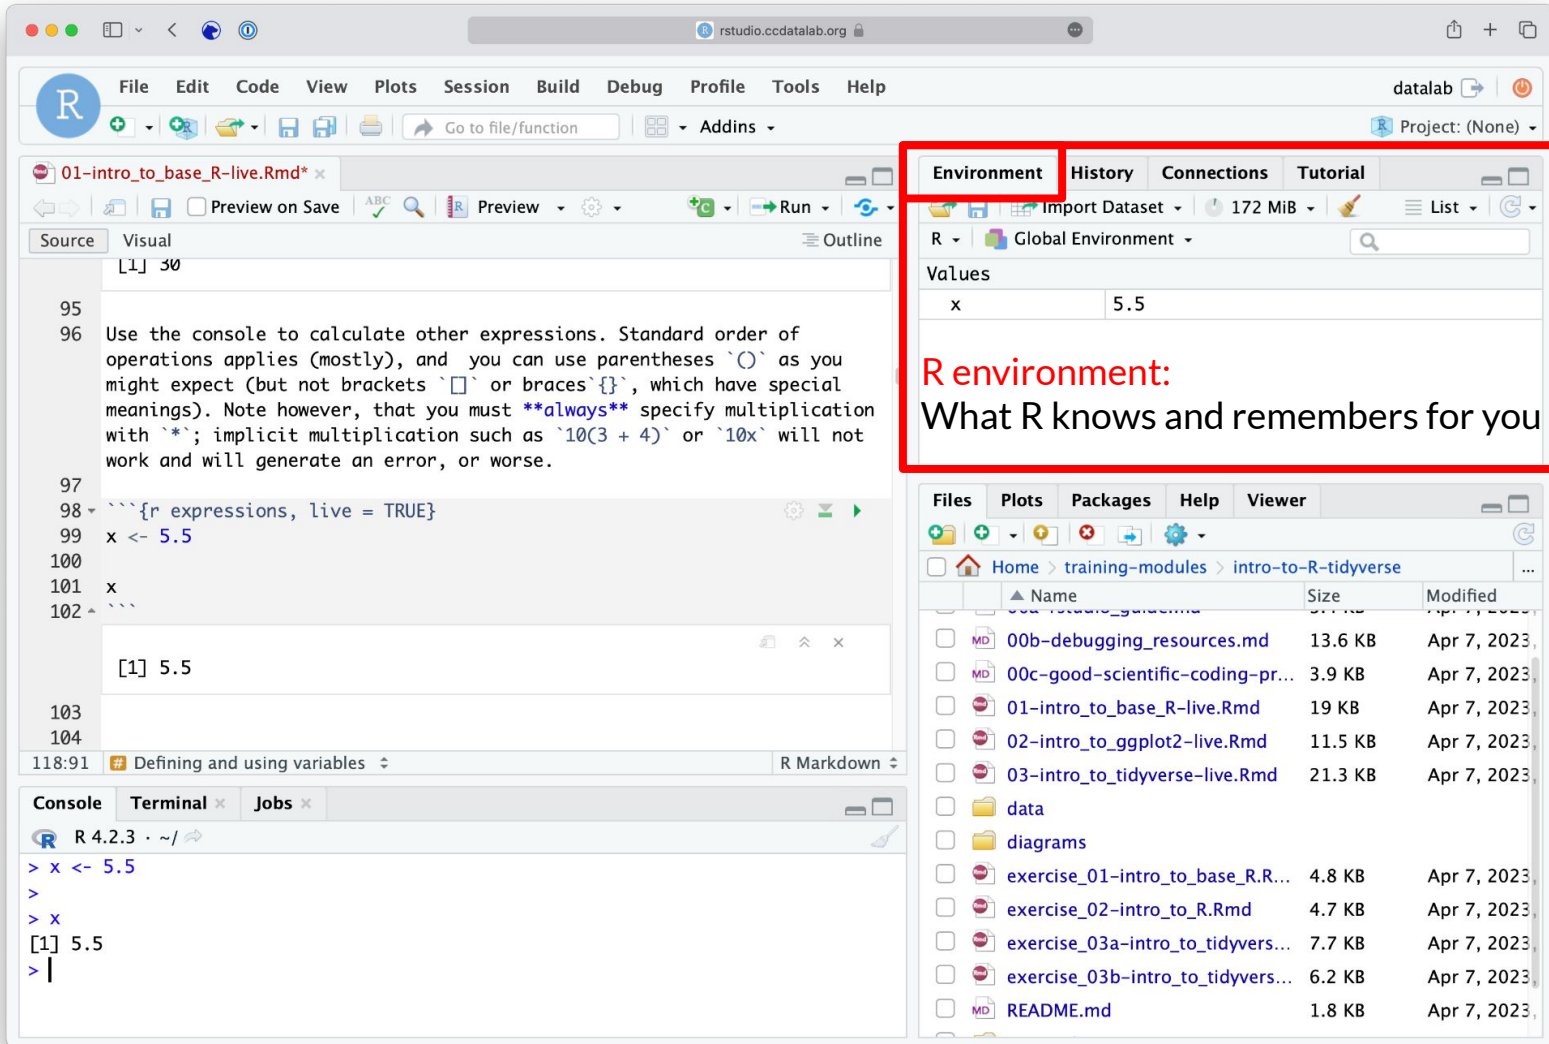 rstudio.ccdatalab.org
R
File Edit Code View Plots Session Build Debug Profile Tools Help
datalab
Go to file/function
Addins
Project: (None)
01-intro_to_base_R-live.Rmd*
Preview on Save
ABC
Preview
Run
Source Visual
Outline
[1] 30
95
96 Use the console to calculate other expressions. Standard order of
operations applies (mostly), and  you can use parentheses `()` as you
might expect (but not brackets `[]` or braces`{}`, which have special
meanings). Note however, that you must **always** specify multiplication
with `*`; implicit multiplication such as `10(3 + 4)` or `10x` will not
work and will generate an error, or worse.
97
98 ```{r expressions, live = TRUE}
99 x <- 5.5
100
101 x
102 ```
[1] 5.5
103
104
118:91 # Defining and using variables R Markdown
Console Terminal Jobs
R R 4.2.3 · ~/
> x <- 5.5
>
> x
[1] 5.5
>
Environment History Connections Tutorial
Import Dataset 172 MiB List
R Global Environment
Values
x 5.5
R environment:
What R knows and remembers for you
Files Plots Packages Help Viewer
Home > training-modules > intro-to-R-tidyverse ...
Name Size Modified
MD 00b-debugging_resources.md 13.6 KB Apr 7, 2023,
MD 00c-good-scientific-coding-pr... 3.9 KB Apr 7, 2023,
01-intro_to_base_R-live.Rmd 19 KB Apr 7, 2023,
02-intro_to_ggplot2-live.Rmd 11.5 KB Apr 7, 2023,
03-intro_to_tidyverse-live.Rmd 21.3 KB Apr 7, 2023,
data
diagrams
exercise_01-intro_to_base_R.R... 4.8 KB Apr 7, 2023,
exercise_02-intro_to_R.Rmd 4.7 KB Apr 7, 2023,
exercise_03a-intro_to_tidyvers... 7.7 KB Apr 7, 2023,
exercise_03b-intro_to_tidyvers... 6.2 KB Apr 7, 2023,
MD README.md 1.8 KB Apr 7, 2023,